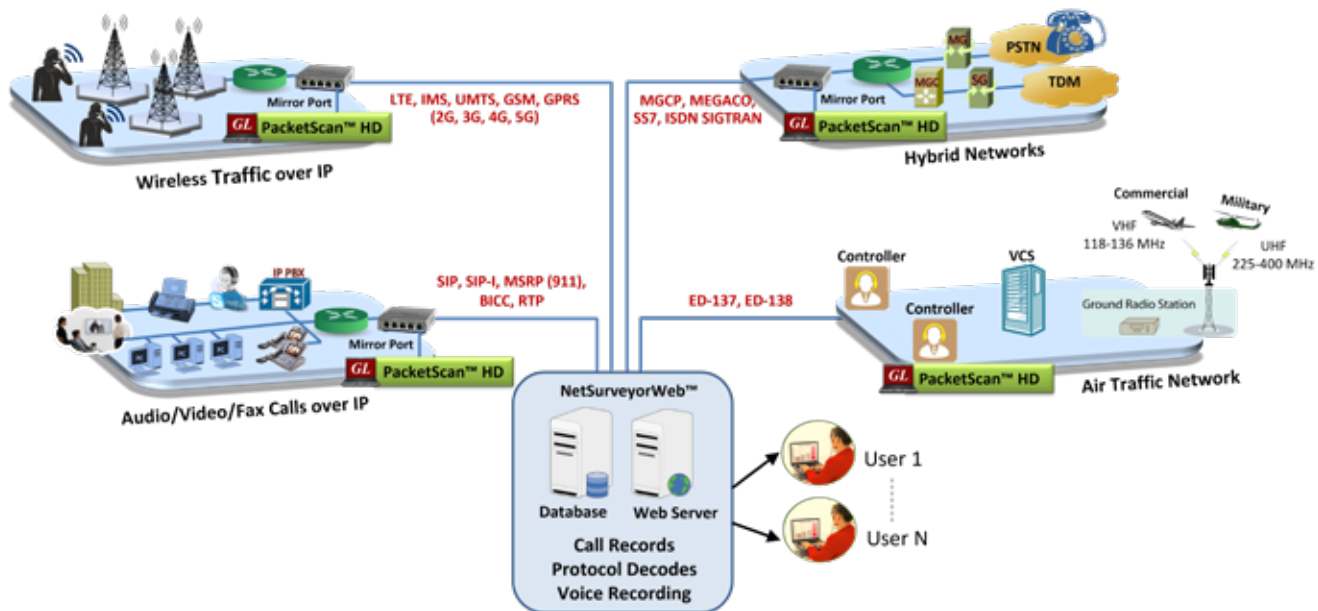 Mirror Port
GL PacketScan™ HD
LTE, IMS, UMTS, GSM, GPRS
(2G, 3G, 4G, 5G)
Wireless Traffic over IP
MG
PSTN
MGC
SG
TDM
Mirror Port
MGCP, MEGACO,
SS7, ISDN SIGTRAN
GL PacketScan™ HD
Hybrid Networks
IP PBX
Mirror Port
GL PacketScan™ HD
SIP, SIP-I, MSRP (911),
BICC, RTP
Audio/Video/Fax Calls over IP
Commercial
Military
VHF
118-136 MHz
UHF
225-400 MHz
Controller
VCS
Controller
Ground Radio Station
ED-137, ED-138
GL PacketScan™ HD
Air Traffic Network
NetSurveyorWeb™
Database
Web Server
Call Records
Protocol Decodes
Voice Recording
User 1
User N